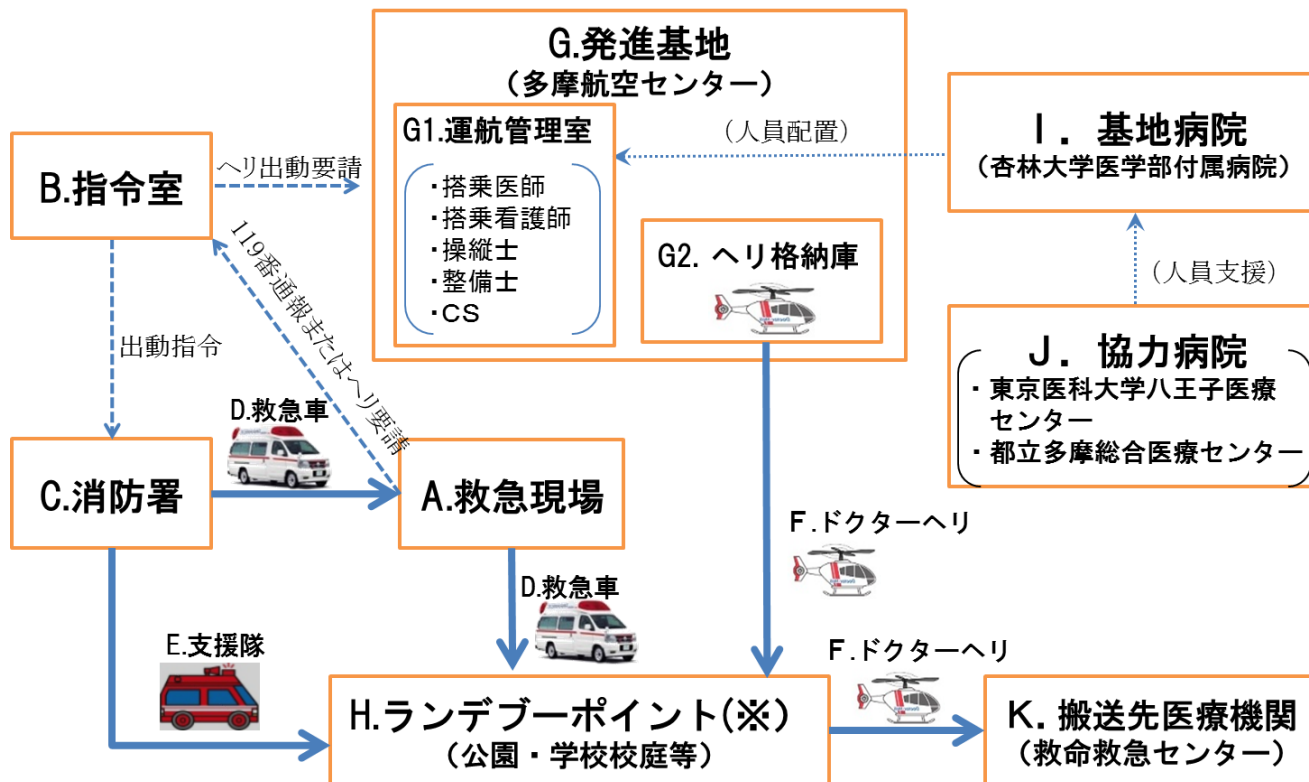 G.発進基地
(多摩航空センター)
G1.運航管理室
・搭乗医師
・搭乗看護師
・操縦士
・整備士
・CS
G2. ヘリ格納庫
(人員配置)
I. 基地病院
(杏林大学医学部付属病院)
(人員支援)
J. 協力病院
・東京医科大学八王子医療
センター
・都立多摩総合医療センター
B.指令室
ヘリ出動要請
119番通報またはヘリ要請
出動指令
D.救急車
C.消防署
A.救急現場
D.救急車
E.支援隊
F.ドクターヘリ
F.ドクターヘリ
H.ランデブーポイント(※)
(公園・学校校庭等)
K. 搬送先医療機関
(救命救急センター)